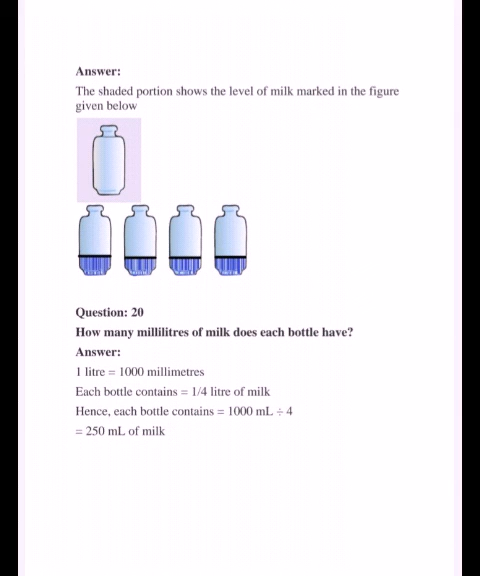 Answer:
The shaded portion shows the level of milk marked in the figure
given below
Question: 20
How many millilitres of milk does each bottle have?
Answer:
1 litre = 1000 millimetres
Each bottle contains = 1/4 litre of milk
Hence, each bottle contains = 1000 mL ÷ 4
= 250 mL of milk